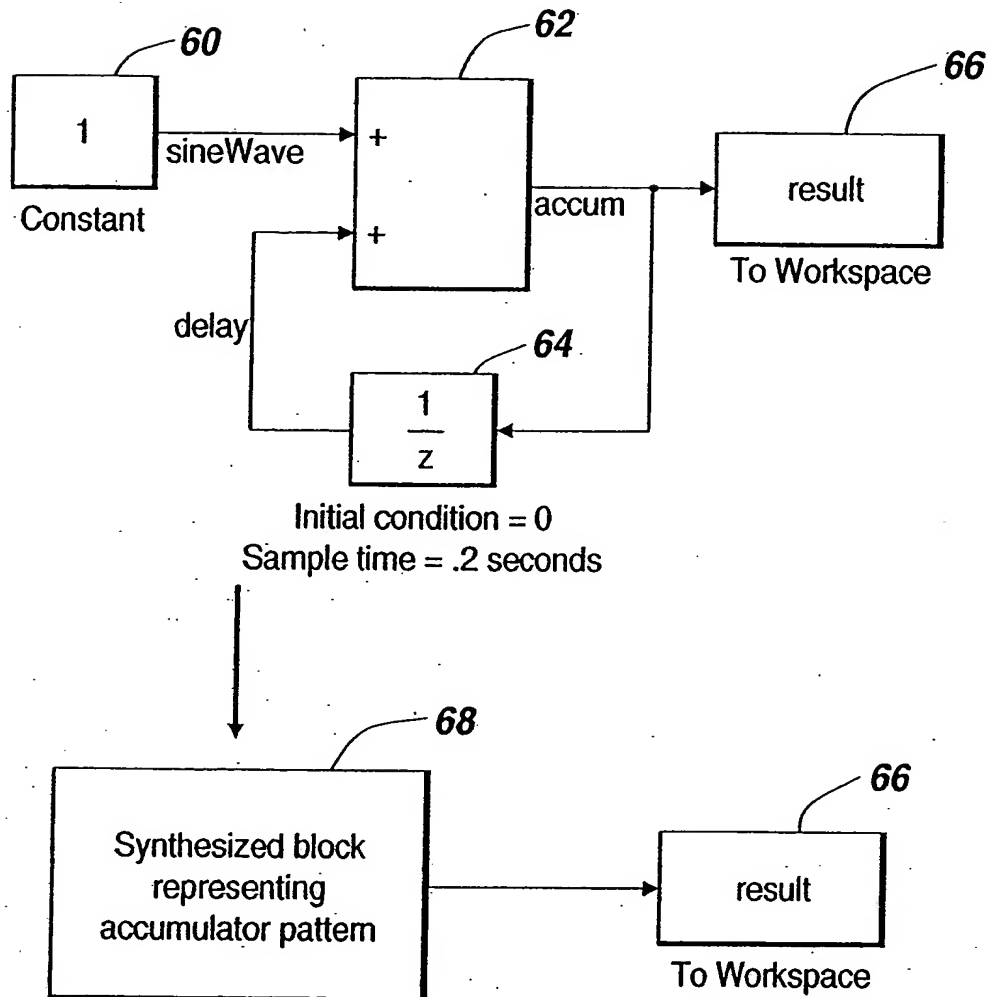 60
62
66
1
+
sineWave
result
Constant
+
accum
To Workspace
delay
64
1
z
Initial condition = 0
Sample time = .2 seconds
68
66
Synthesized block
representing
accumulator pattern
result
To Workspace